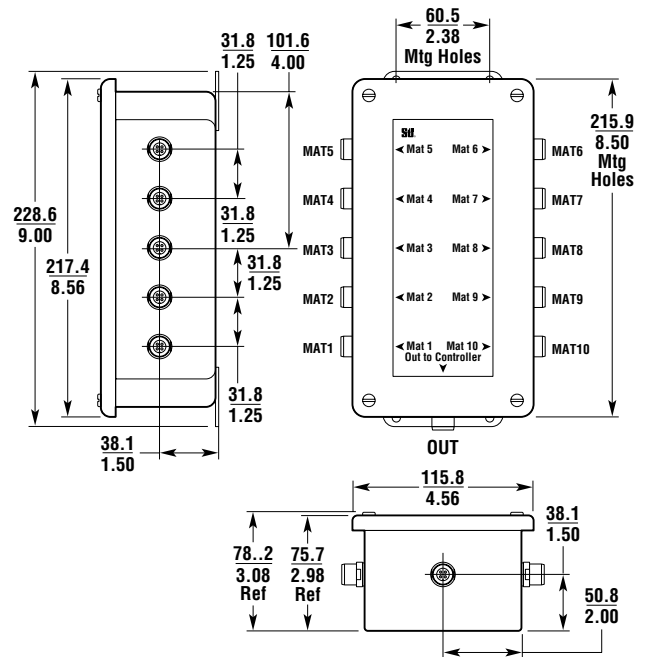 60.5
2.38
Mtg Holes
31.8
1.25
101.6
4.00
215.9
8.50
Mtg
Holes
STI
MAT5
Mat 5
Mat 6
MAT6
MAT4
Mat 4
Mat 7
MAT7
228.6
9.00
31.8
1.25
MAT3
Mat 3
Mat 8
MAT8
217.4
8.56
31.8
1.25
MAT2
Mat 2
Mat 9
MAT9
MAT1
Mat 1
Mat 10
MAT10
Out to Controller
31.8
1.25
38.1
1.50
OUT
115.8
4.56
38.1
1.50
78..2
3.08
Ref
75.7
2.98
Ref
50.8
2.00